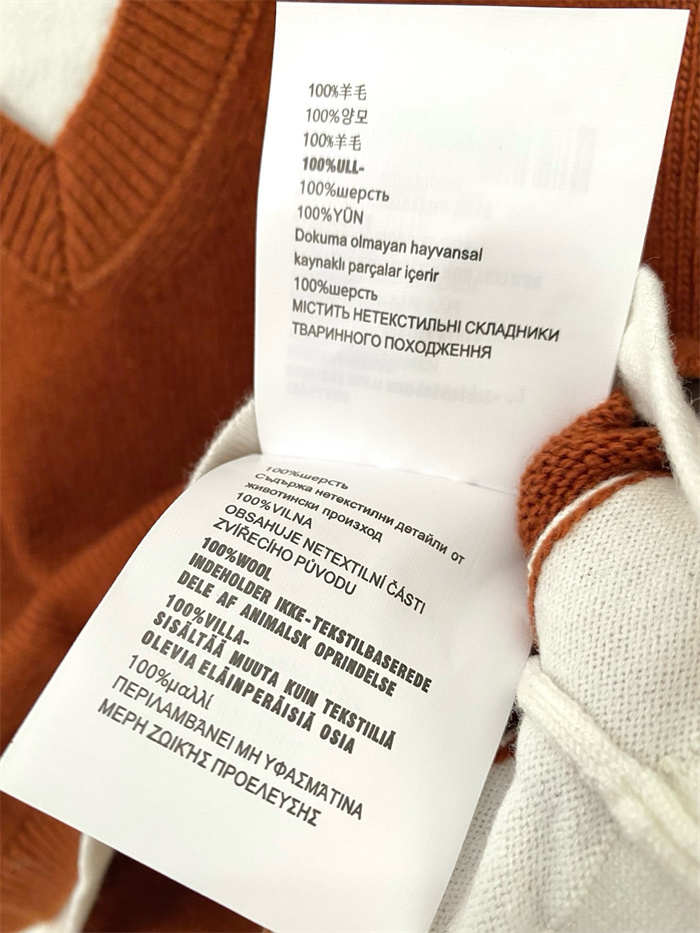 100%羊毛
100%양모
100%羊毛
100%ULL-
100%шерсть
100%YÜN
Dokuma olmayan hayvansal
kaynaklı parçalar içerir
100%шерсть
МІСТИТЬ НЕТЕКСТИЛЬНІ СКЛАДНИКИ
ТВАРИННОГО ПОХОДЖЕННЯ
100%шерсть
Съдържа нетекстилни детайли от
животински произход
100%VILNA
OBSAHUJE NETEXTILNÍ ČÁSTI
ZVÍŘECÍHO PŮVODU
100%WOOL
INDEHOLDER IKKE-TEKSTILBASEREDE
DELE AF ANIMALSK OPRINDELSE
100%VILLA-
SISÄLTÄÄ MUUTA KUIN TEKSTIILIÄ
OLEVIA ELÄINPERÄISIÄ OSIA
100%μαλλί
ΠΕΡΙΛΑΜΒΆΝΕΙ ΜΗ ΥΦΑΣΜΆΤΙΝΑ
ΜΕΡΗ ΖΩΙΚΉΣ ΠΡΟΕΛΕΥΣΗΣ